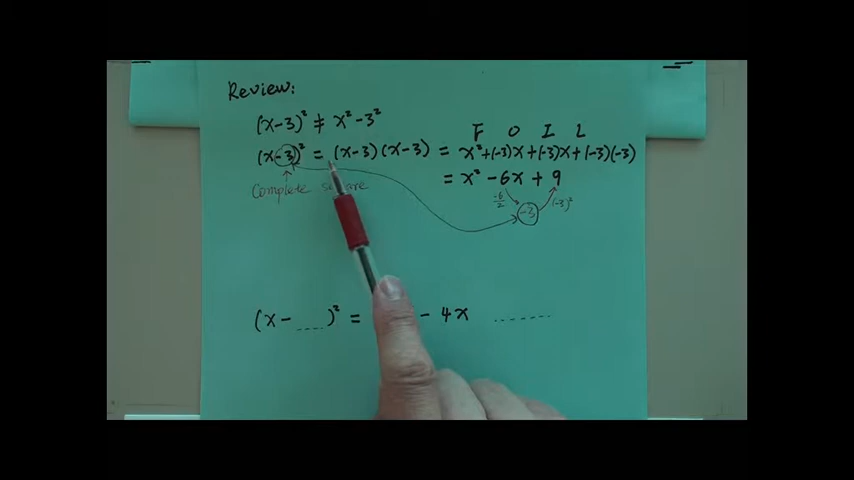 Review:
(x-3)² ≠ x² - 3²
F O I L
(x-3)² = (x-3)(x-3) = x²+(-3)x+(-3)x+(-3)(-3)
= x² - 6x + 9
Complete
-6/2 -3 (-3)²
(x - ____)² = - 4x ........